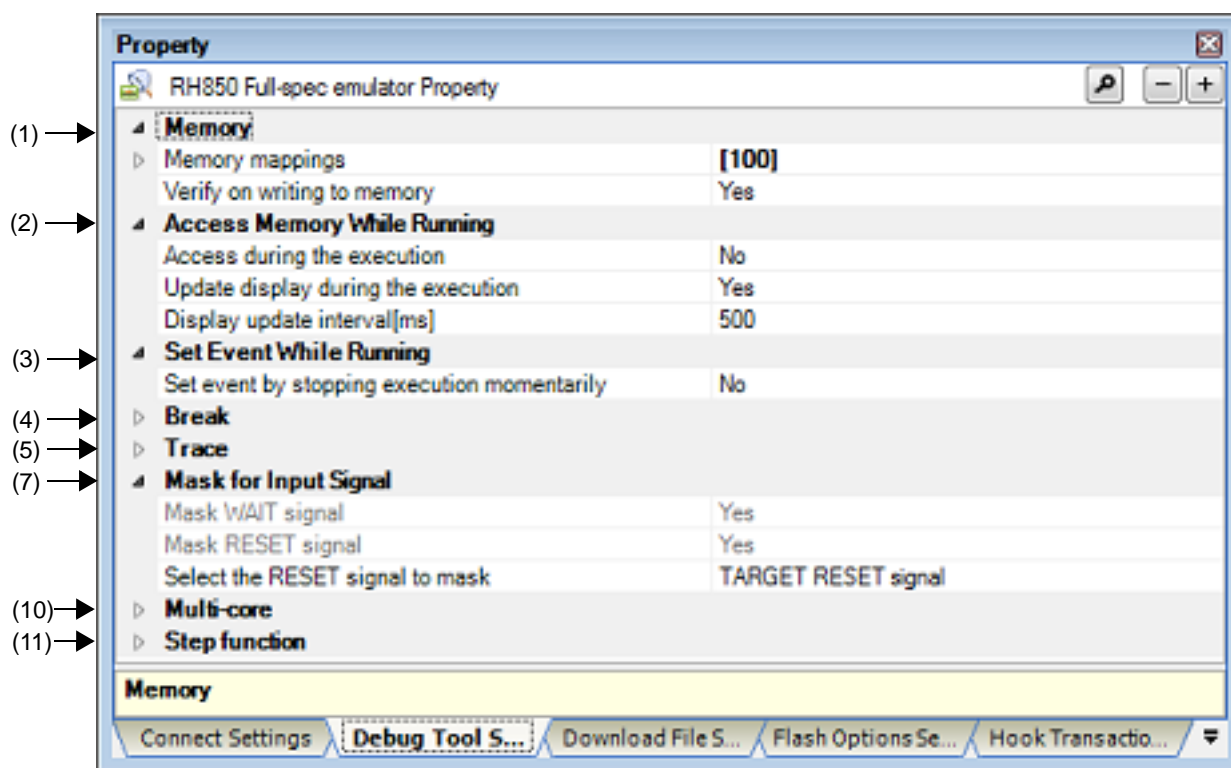 Property
RH850 Full-spec emulator Property
(1) Memory
Memory mappings [100]
Verify on writing to memory Yes
(2) Access Memory While Running
Access during the execution No
Update display during the execution Yes
Display update interval[ms] 500
(3) Set Event While Running
Set event by stopping execution momentarily No
(4) Break
(5) Trace
(7) Mask for Input Signal
Mask WAIT signal Yes
Mask RESET signal Yes
Select the RESET signal to mask TARGET RESET signal
(10) Multi-core
(11) Step function
Memory
Connect Settings Debug Tool S... Download File S... Flash Options Se... Hook Transactio...